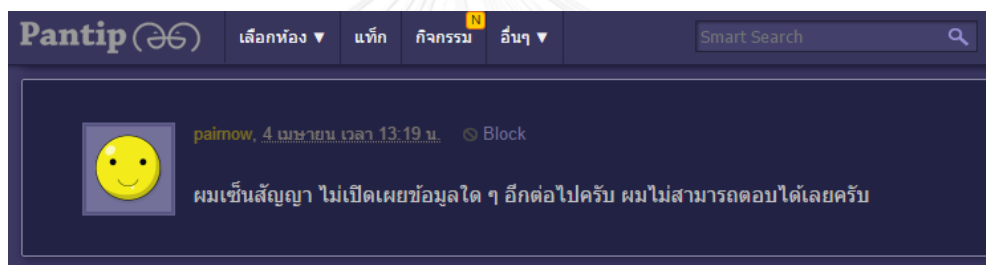 Pantip
เลือกห้อง ▼ แท็ก กิจกรรม N อื่นๆ ▼ Smart Search
pairnow, 4 เมษายน เวลา 13:19 น. Block
ผมเซ็นสัญญา ไม่เปิดเผยข้อมูลใด ๆ อีกต่อไปครับ ผมไม่สามารถตอบได้เลยครับ